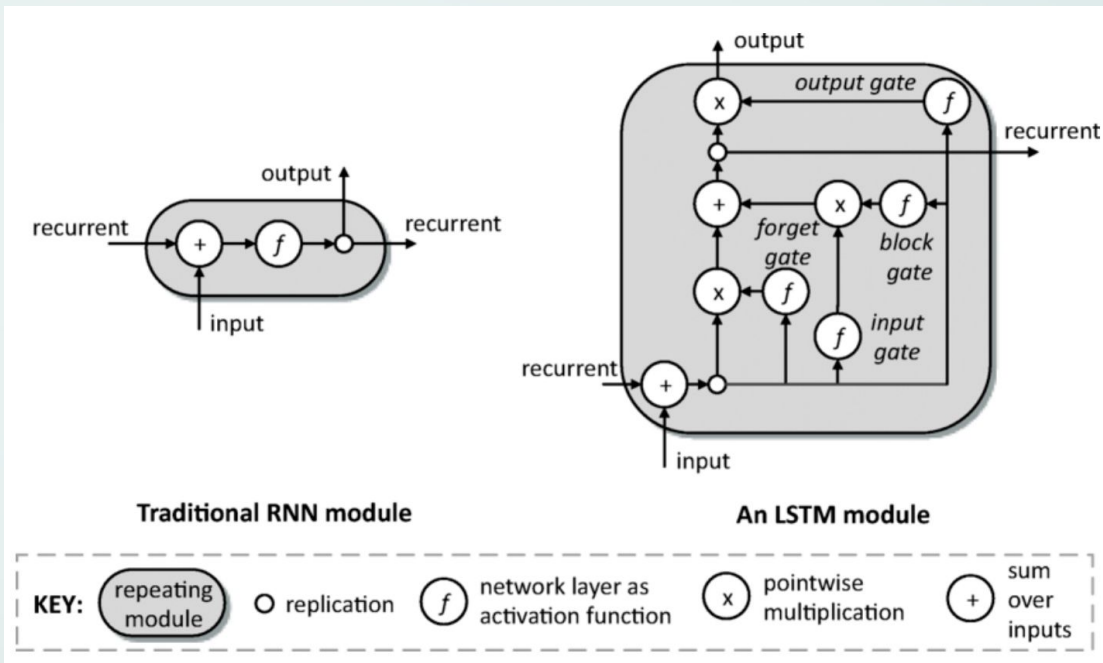 output
recurrent
+
f
recurrent
input
Traditional RNN module
output
x
output gate
f
recurrent
+
x
f
forget
gate
block
gate
x
f
f
input
gate
recurrent
+
input
An LSTM module
KEY:
repeating
module
replication
f
network layer as
activation function
x
pointwise
multiplication
+
sum
over
inputs